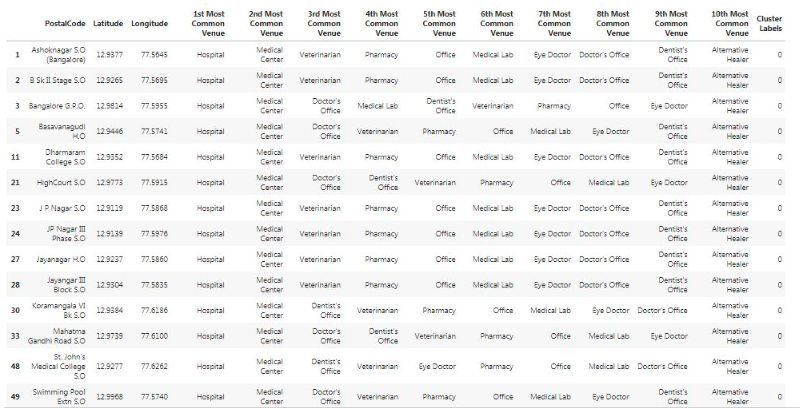 PostalCode Latitude Longitude 1st Most Common Venue 2nd Most Common Venue 3rd Most Common Venue 4th Most Common Venue 5th Most Common Venue 6th Most Common Venue 7th Most Common Venue 8th Most Common Venue 9th Most Common Venue 10th Most Common Venue Cluster Labels
1 Ashoknagar S.O (Bangalore) 12.9377 77.5645 Hospital Medical Center Veterinarian Pharmacy Office Medical Lab Eye Doctor Doctor's Office Dentist's Office Alternative Healer 0
2 B Sk II Stage S.O 12.9265 77.5695 Hospital Medical Center Veterinarian Pharmacy Office Medical Lab Eye Doctor Doctor's Office Dentist's Office Alternative Healer 0
3 Bangalore G.P.O. 12.9814 77.5955 Hospital Medical Center Doctor's Office Medical Lab Dentist's Office Veterinarian Pharmacy Office Eye Doctor Alternative Healer 0
5 Basavanagudi H.O 12.9446 77.5741 Hospital Medical Center Doctor's Office Veterinarian Pharmacy Office Medical Lab Eye Doctor Dentist's Office Alternative Healer 0
11 Dharmaram College S.O 12.9352 77.5684 Hospital Medical Center Veterinarian Pharmacy Office Medical Lab Eye Doctor Doctor's Office Dentist's Office Alternative Healer 0
21 HighCourt S.O 12.9773 77.5915 Hospital Medical Center Doctor's Office Dentist's Office Veterinarian Pharmacy Office Medical Lab Eye Doctor Alternative Healer 0
23 J P Nagar S.O 12.9119 77.5868 Hospital Medical Center Veterinarian Pharmacy Office Medical Lab Eye Doctor Doctor's Office Dentist's Office Alternative Healer 0
24 JP Nagar III Phase S.O 12.9139 77.5976 Hospital Medical Center Veterinarian Pharmacy Office Medical Lab Eye Doctor Doctor's Office Dentist's Office Alternative Healer 0
27 Jayanagar H.O 12.9237 77.5860 Hospital Medical Center Veterinarian Pharmacy Office Medical Lab Eye Doctor Doctor's Office Dentist's Office Alternative Healer 0
28 Jayangar III Block S.O 12.9304 77.5835 Hospital Medical Center Veterinarian Pharmacy Office Medical Lab Eye Doctor Doctor's Office Dentist's Office Alternative Healer 0
30 Koramangala VI Bk S.O 12.9384 77.6186 Hospital Medical Center Dentist's Office Veterinarian Pharmacy Office Medical Lab Eye Doctor Doctor's Office Alternative Healer 0
33 Mahatma Gandhi Road S.O 12.9739 77.6100 Hospital Medical Center Doctor's Office Dentist's Office Veterinarian Pharmacy Office Medical Lab Eye Doctor Alternative Healer 0
48 St. John's Medical College S.O 12.9277 77.6262 Hospital Medical Center Dentist's Office Veterinarian Eye Doctor Pharmacy Office Medical Lab Doctor's Office Alternative Healer 0
49 Swimming Pool Extn S.O 12.9968 77.5740 Hospital Medical Center Doctor's Office Veterinarian Pharmacy Office Medical Lab Eye Doctor Dentist's Office Alternative Healer 0